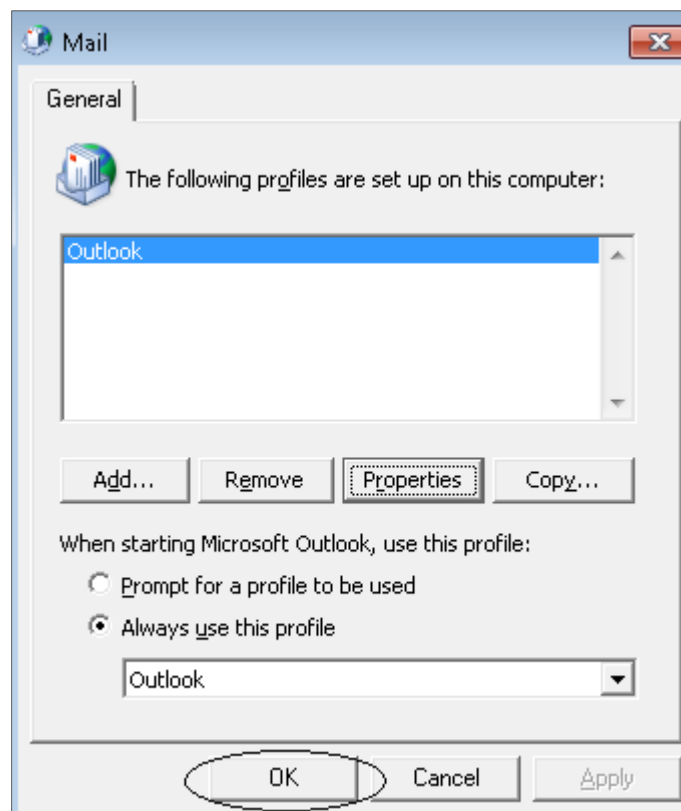 Mail
General
The following profiles are set up on this computer:
Outlook
Add... Remove Properties Copy...
When starting Microsoft Outlook, use this profile:
Prompt for a profile to be used
Always use this profile
Outlook
OK Cancel Apply